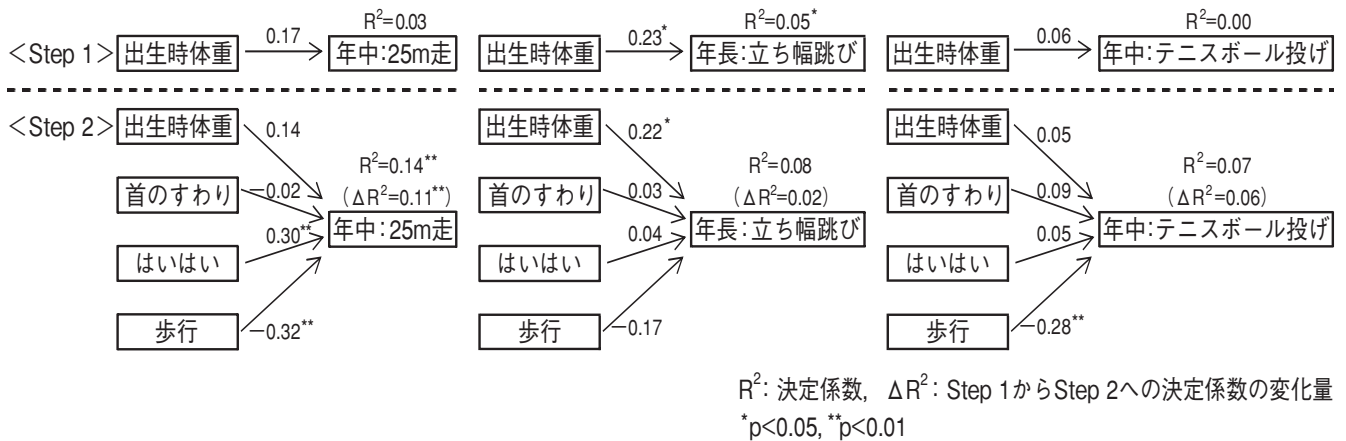 R²=0.03
R²=0.05*
R²=0.00
<Step 1>
出生時体重
0.17
年中:25m走
出生時体重
0.23*
年長:立ち幅跳び
出生時体重
0.06
年中:テニスボール投げ
<Step 2>
出生時体重
0.14
首のすわり
−0.02
はいはい
0.30**
歩行
−0.32**
R²=0.14**
(ΔR²=0.11**)
年中:25m走
出生時体重
0.22*
首のすわり
0.03
はいはい
0.04
歩行
−0.17
R²=0.08
(ΔR²=0.02)
年長:立ち幅跳び
出生時体重
0.05
首のすわり
0.09
はいはい
0.05
歩行
−0.28**
R²=0.07
(ΔR²=0.06)
年中:テニスボール投げ
R²: 決定係数, ΔR²: Step 1からStep 2への決定係数の変化量
*p<0.05, **p<0.01